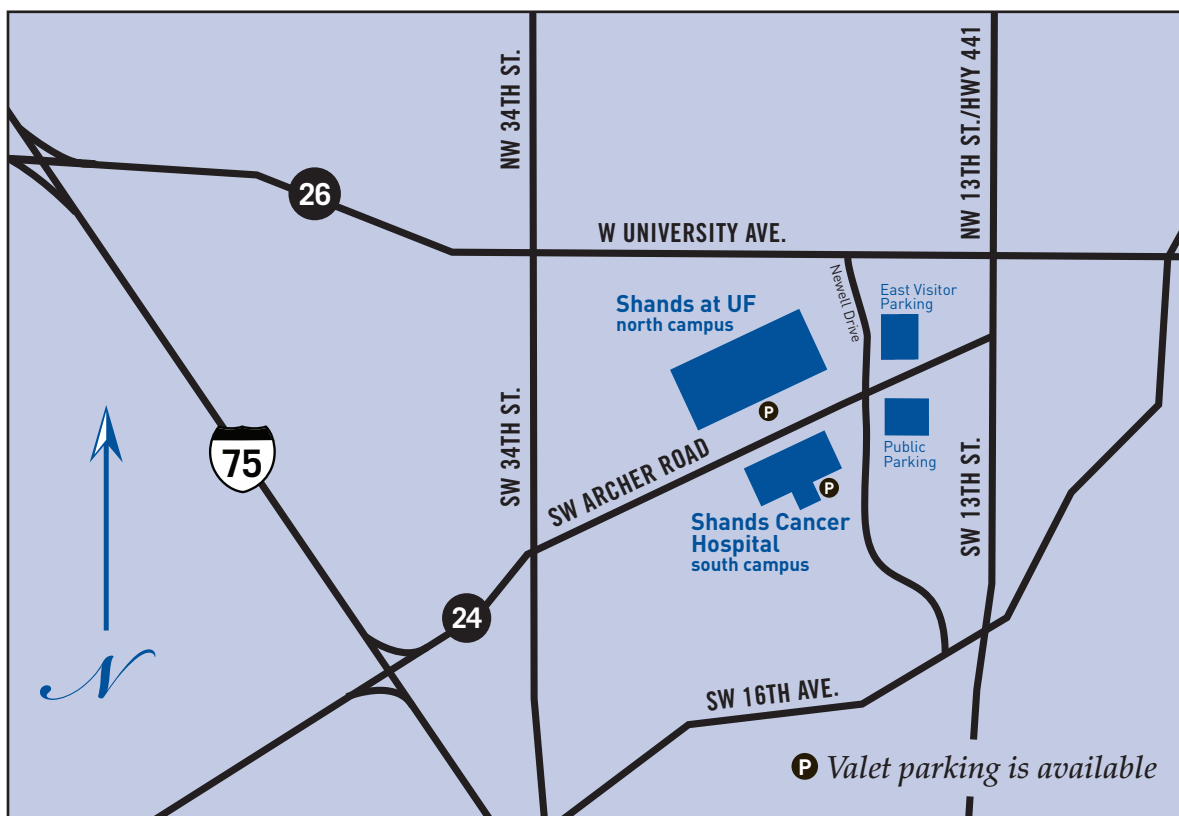 NW 34TH ST.
NW 13TH ST./HWY 441
26
W UNIVERSITY AVE.
Newell Drive
East Visitor
Parking
Shands at UF
north campus
P
75
SW 34TH ST.
SW ARCHER ROAD
Public
Parking
P
SW 13TH ST.
Shands Cancer
Hospital
south campus
24
N
SW 16TH AVE.
P Valet parking is available